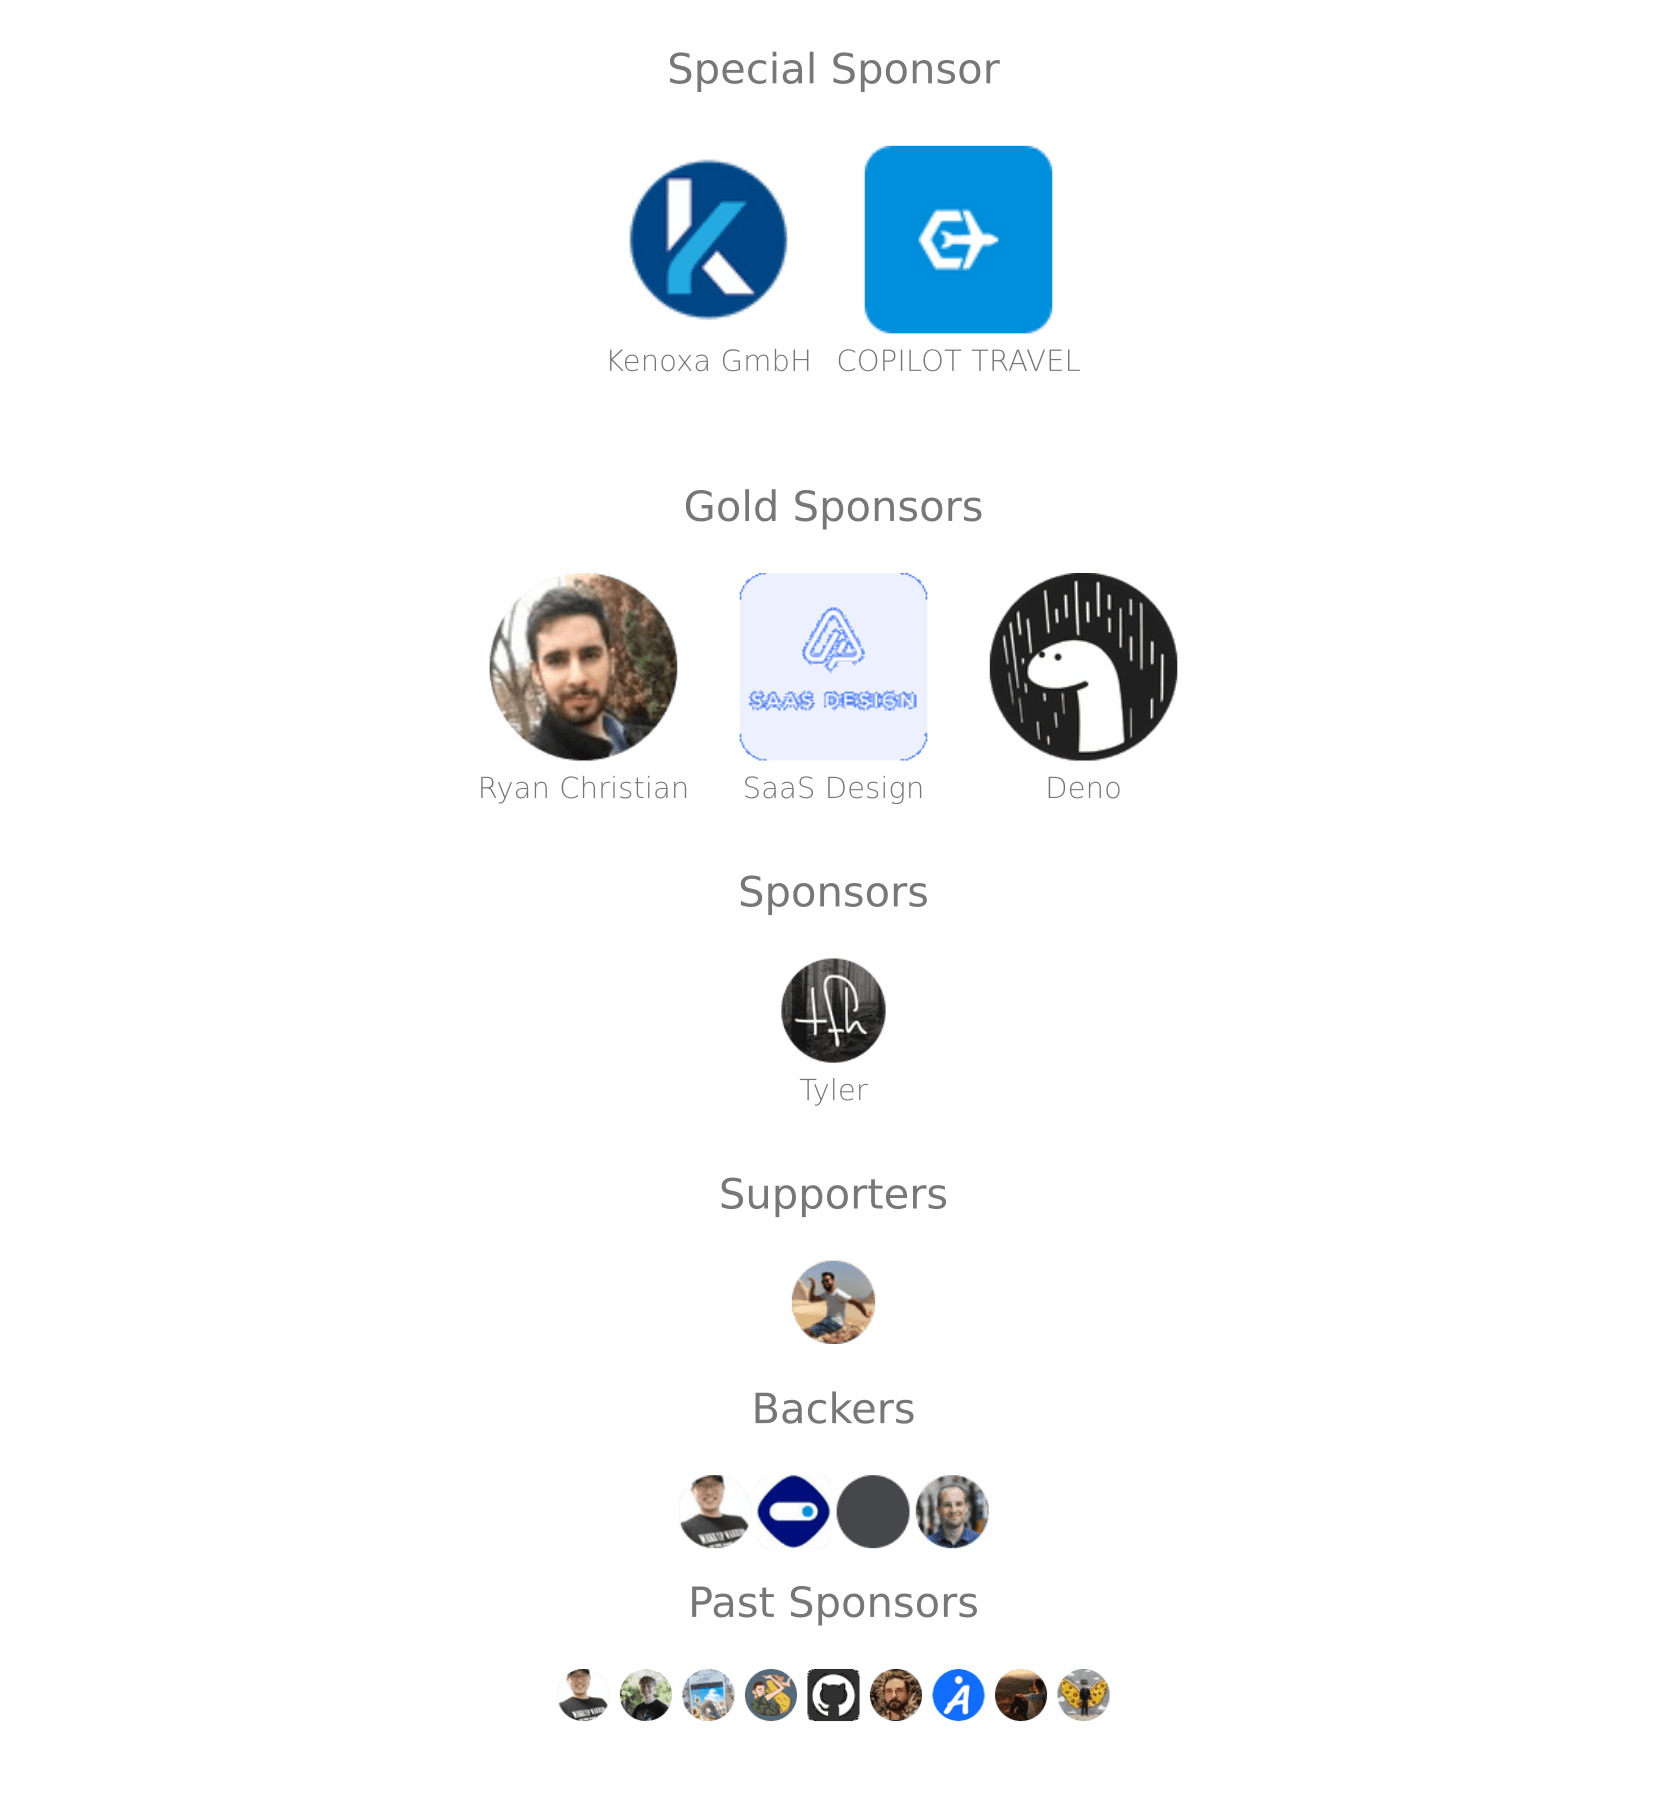 Special Sponsor
Kenoxa GmbH COPILOT TRAVEL
Gold Sponsors
SAAS DESIGN
Ryan Christian SaaS Design Deno
Sponsors
tfh
Tyler
Supporters
Backers
Past Sponsors